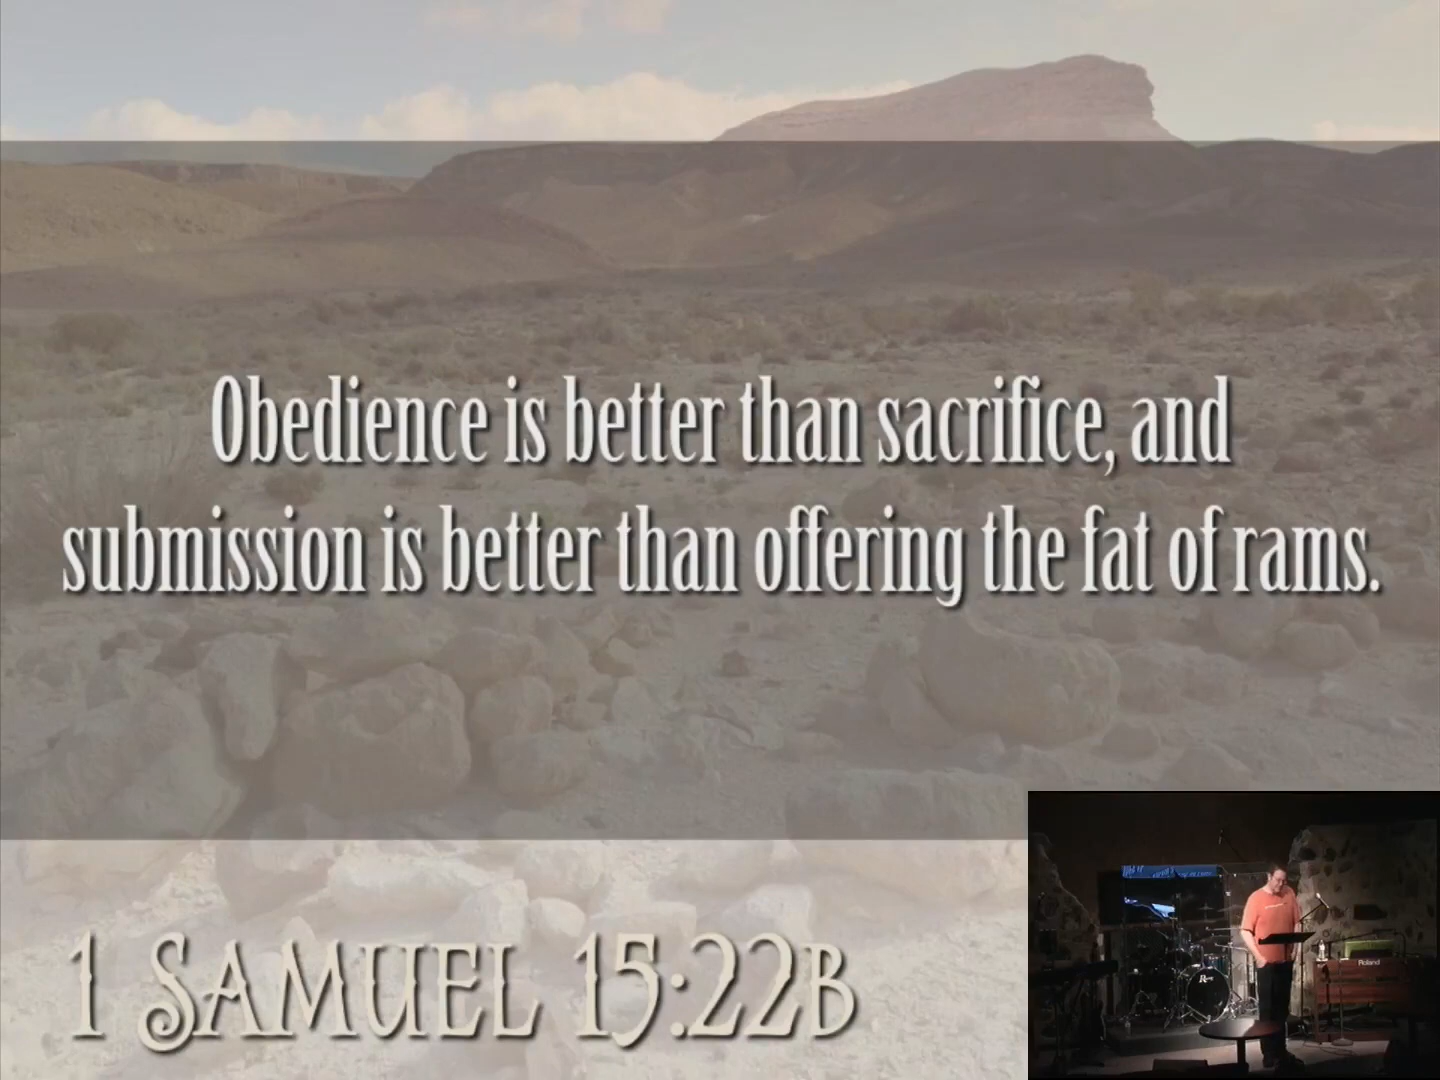 Obedience is better than sacrifice, and
submission is better than offering the fat of rams.
1 SAMUEL 15:22B
Roland